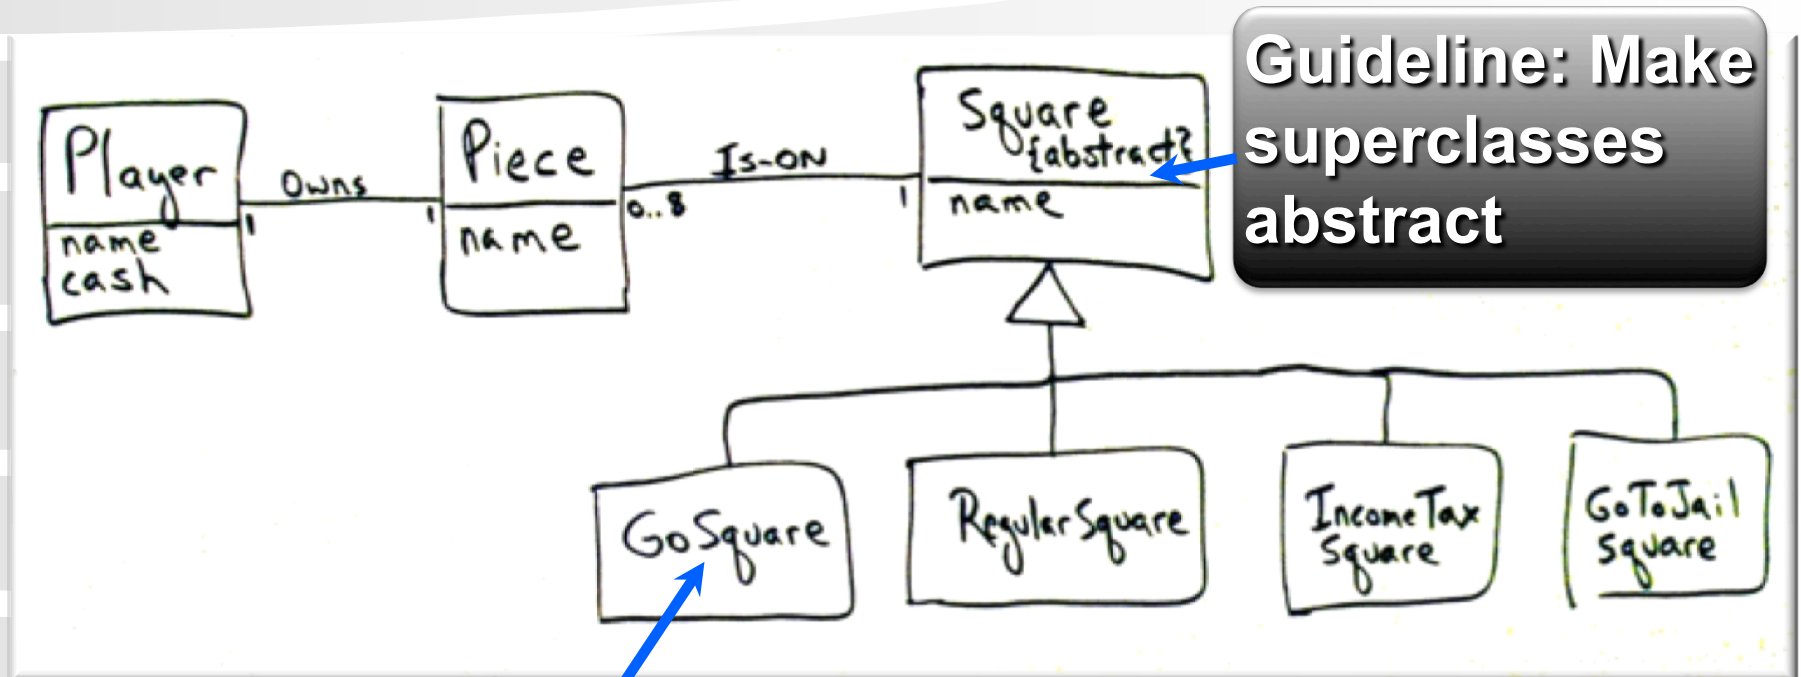 Guideline: Make
superclasses
abstract
Player
name
cash
1
Owns
1
Piece
name
0..8
Is-ON
1
Square
{abstract}
name
GoSquare
RegularSquare
IncomeTax
Square
GoToJail
Square